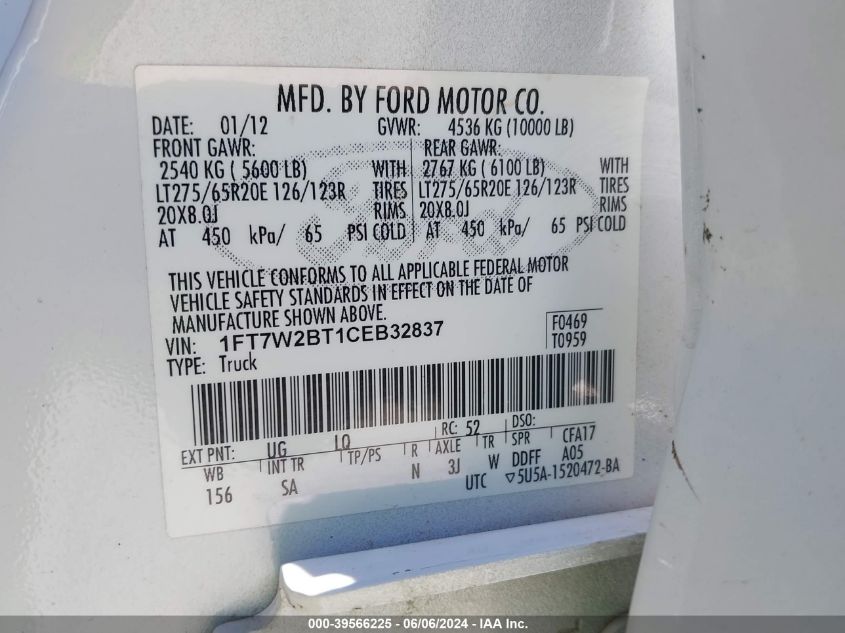 MFD. BY FORD MOTOR CO.
DATE: 01/12 GVWR: 4536 KG (10000 LB)
FRONT GAWR: REAR GAWR:
2540 KG ( 5600 LB) WITH 2767 KG ( 6100 LB) WITH
LT275/65R20E 126/123R TIRES LT275/65R20E 126/123R TIRES
20X8.0J RIMS 20X8.0J RIMS
AT 450 kPa/ 65 PSI COLD AT 450 kPa/ 65 PSI COLD
THIS VEHICLE CONFORMS TO ALL APPLICABLE FEDERAL MOTOR
VEHICLE SAFETY STANDARDS IN EFFECT ON THE DATE OF
MANUFACTURE SHOWN ABOVE.
VIN: 1FT7W2BT1CEB32837 F0469
TYPE: Truck T0959
EXT PNT: UG LQ RC: 52 DSO:
WB INT TR TP/PS R AXLE TR SPR CFA17
156 SA N 3J W DDFF A05
UTC ▽5U5A-1520472-BA
000-39566225 - 06/06/2024 - IAA Inc.